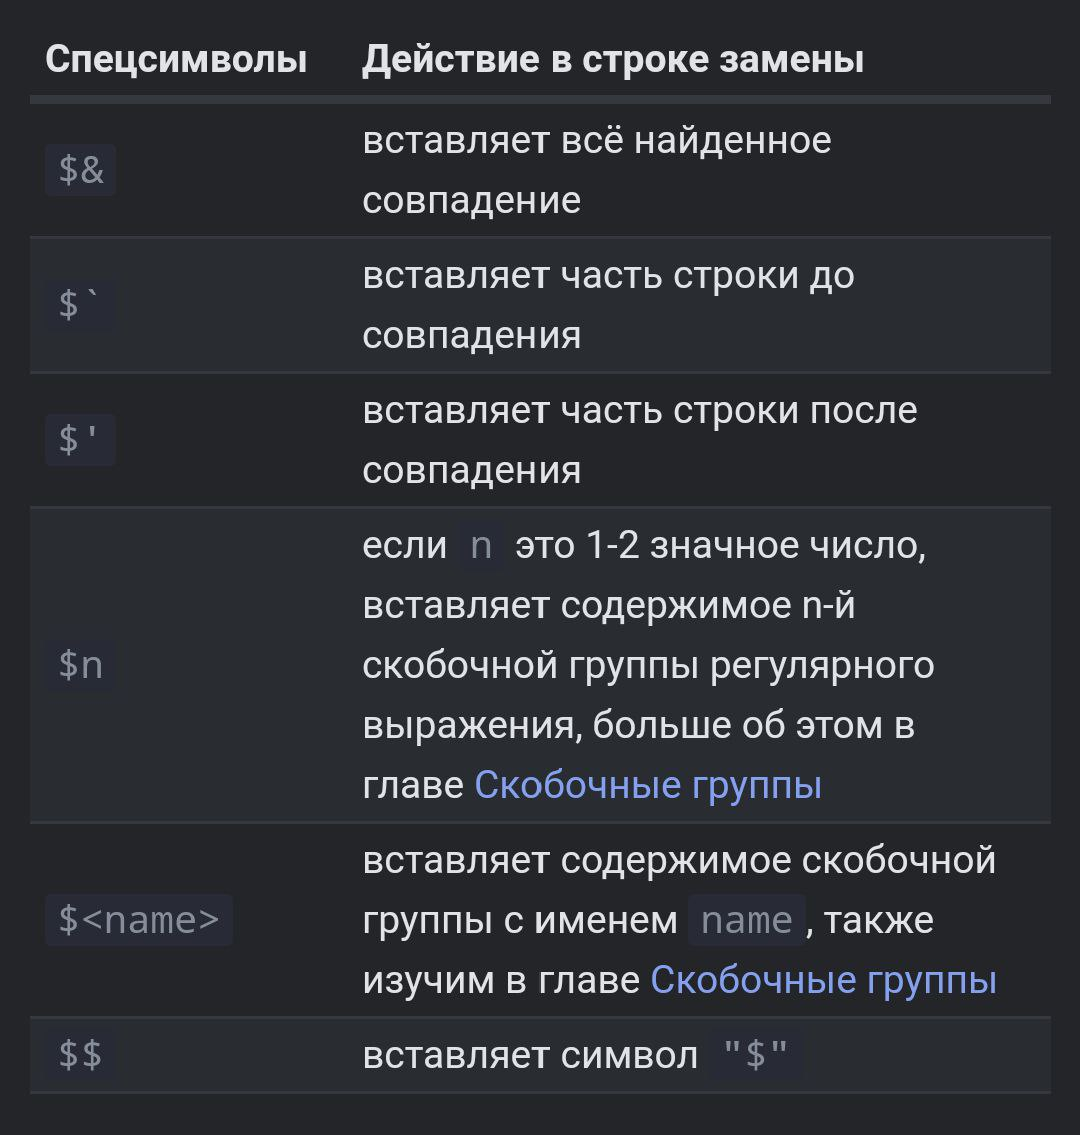 Спецсимволы Действие в строке замены
$& вставляет всё найденное
совпадение
$` вставляет часть строки до
совпадения
$' вставляет часть строки после
совпадения
если n это 1-2 значное число,
вставляет содержимое n-й
$n скобочной группы регулярного
выражения, больше об этом в
главе Скобочные группы
вставляет содержимое скобочной
$<name> группы с именем name, также
изучим в главе Скобочные группы
$$ вставляет символ "$"